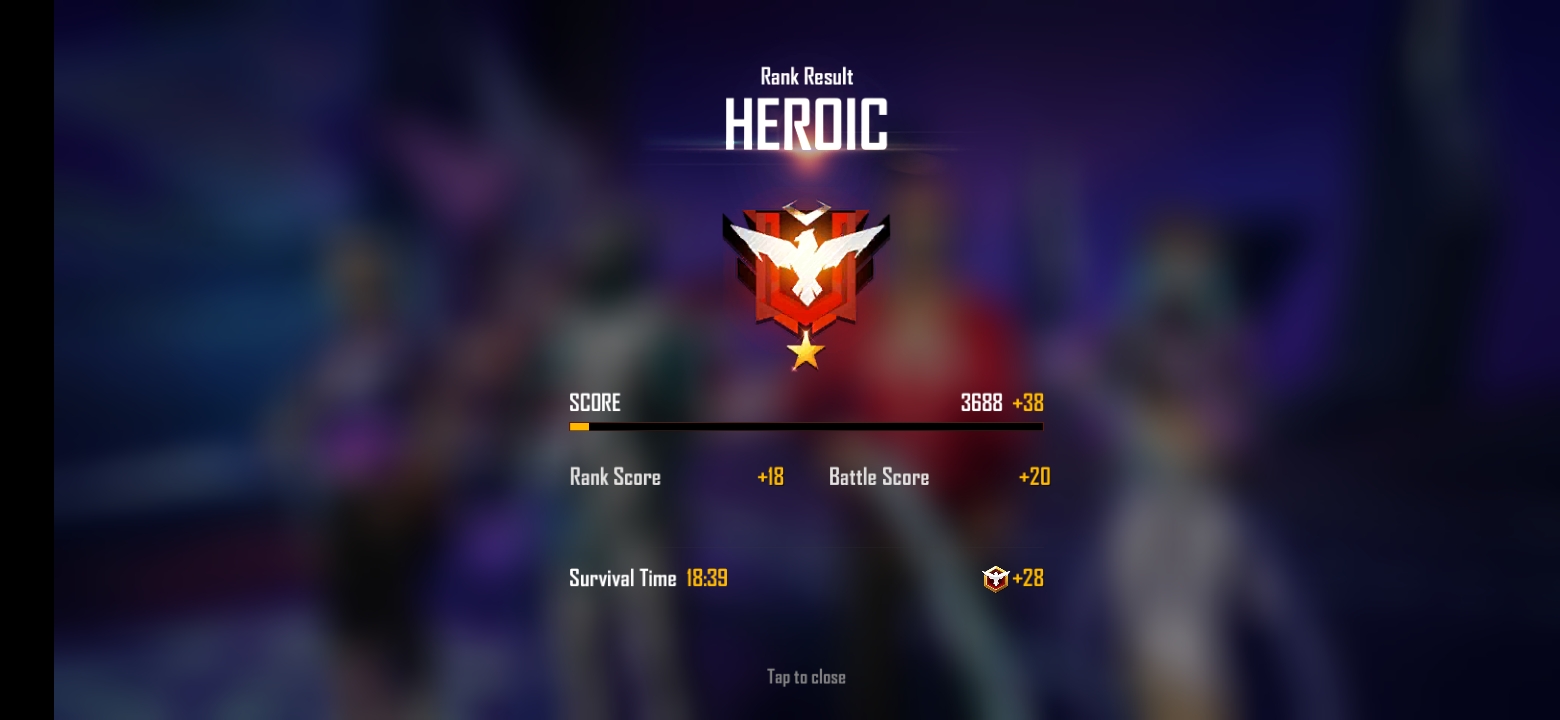 Rank Result
HEROIC
SCORE 3688 +38
Rank Score +18 Battle Score +20
Survival Time 18:39 +28
Tap to close